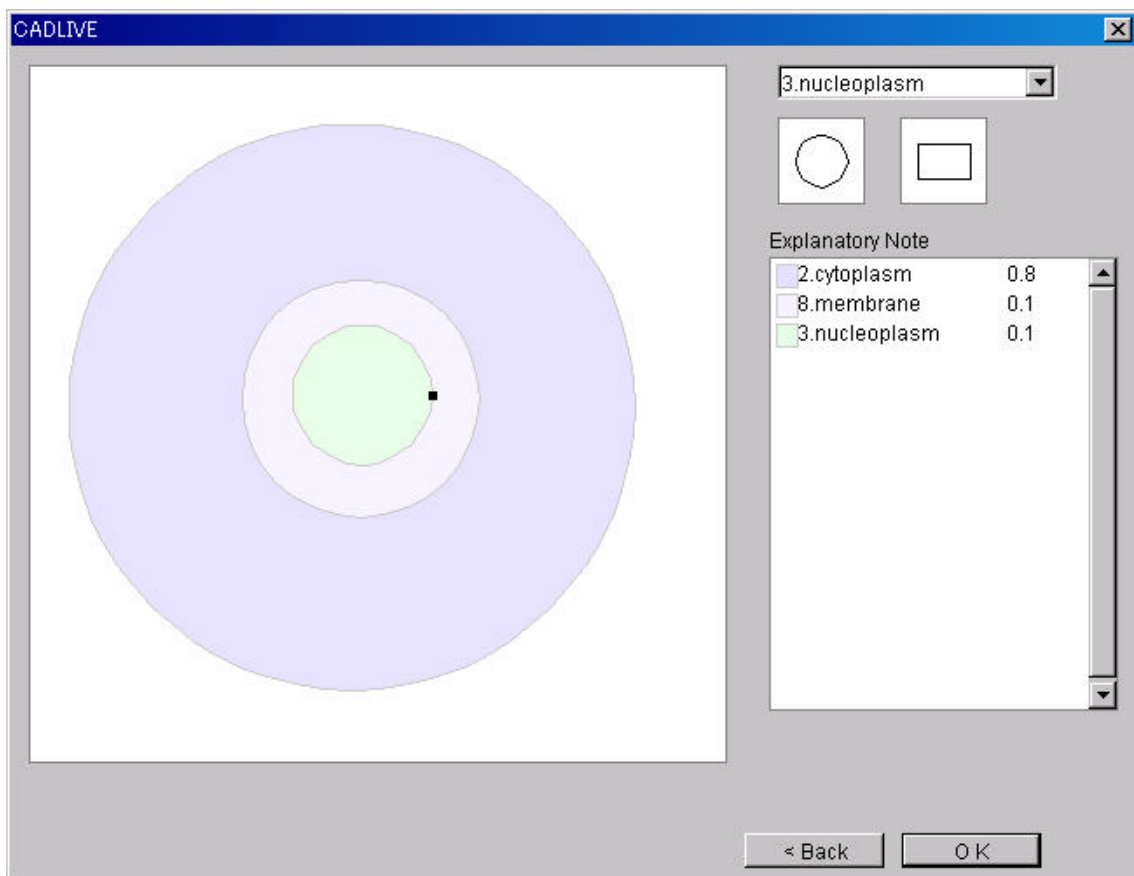 CADLIVE
3.nucleoplasm
Explanatory Note
2.cytoplasm 0.8
8.membrane 0.1
3.nucleoplasm 0.1
< Back
OK